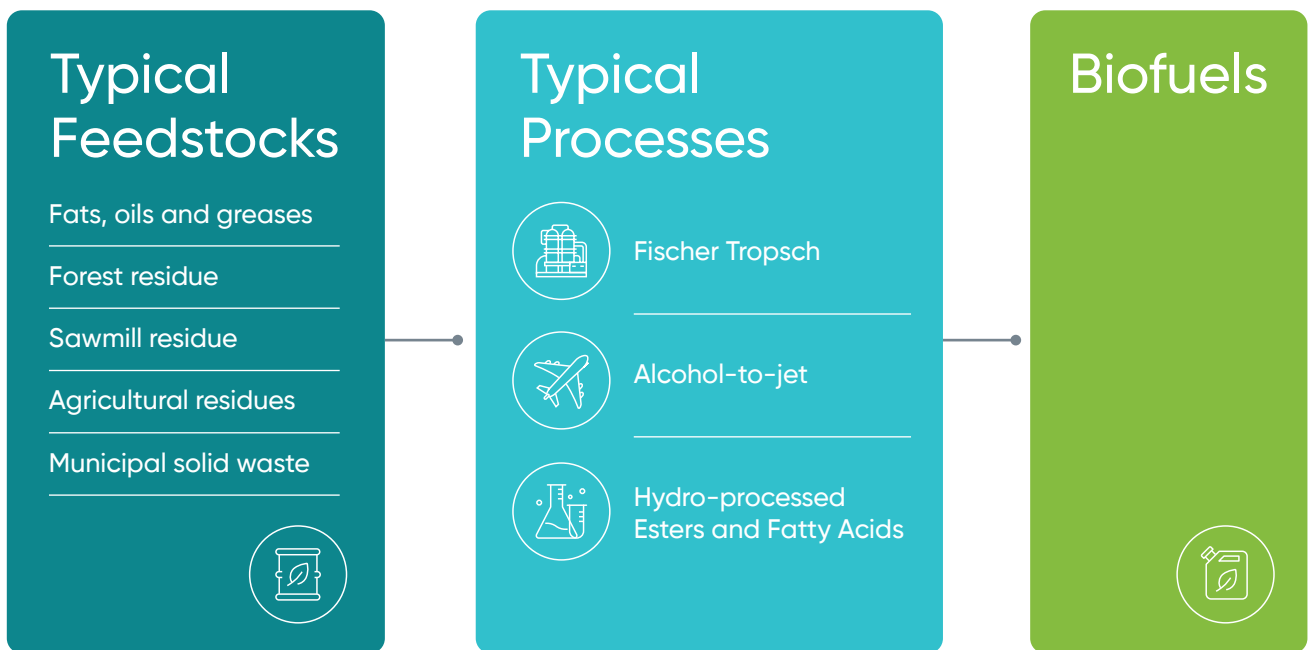 Typical
Feedstocks
Fats, oils and greases
Forest residue
Sawmill residue
Agricultural residues
Municipal solid waste
Typical
Processes
Fischer Tropsch
Alcohol-to-jet
Hydro-processed
Esters and Fatty Acids
Biofuels